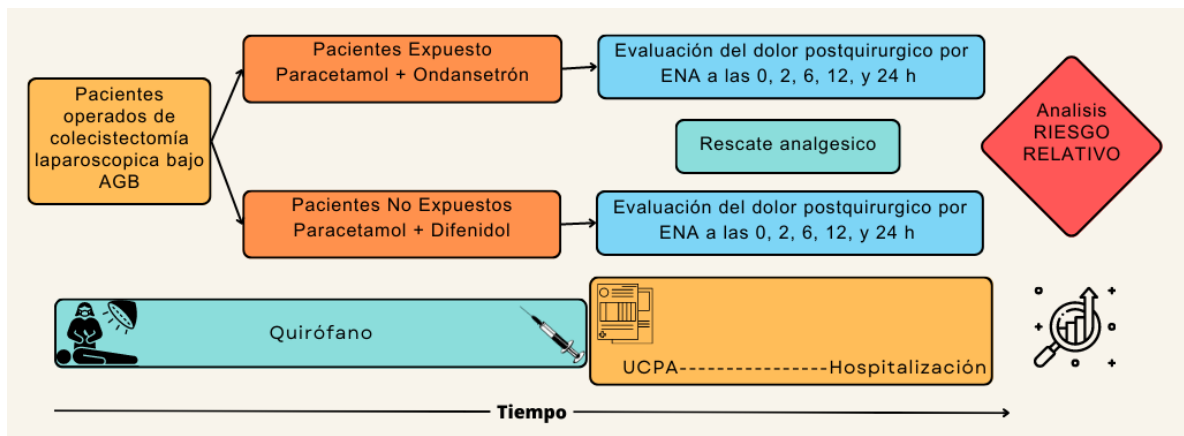 Pacientes
operados de
colecistectomía
laparoscopica bajo
AGB
Pacientes Expuesto
Paracetamol + Ondansetrón
Evaluación del dolor postquirurgico por
ENA a las 0, 2, 6, 12, y 24 h
Rescate analgesico
Pacientes No Expuestos
Paracetamol + Difenidol
Evaluación del dolor postquirurgico por
ENA a las 0, 2, 6, 12, y 24 h
Analisis
RIESGO
RELATIVO
Quirófano
UCPA----------------Hospitalización
Tiempo